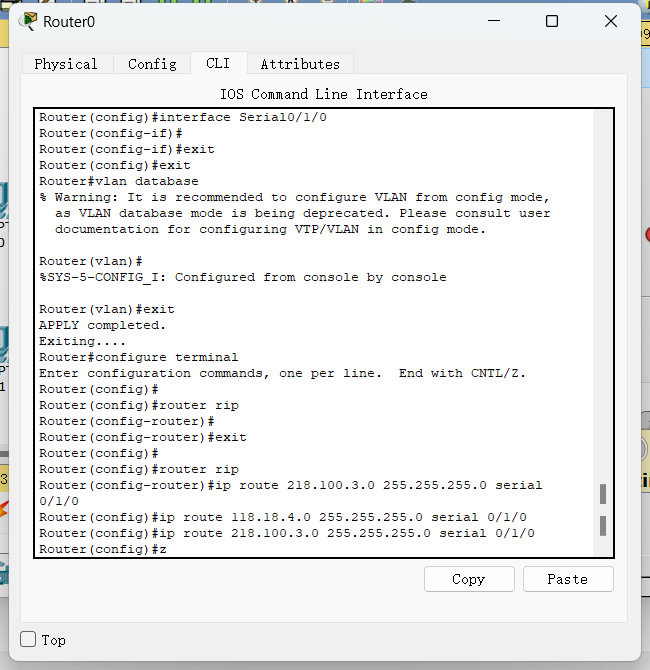 Router0
Physical Config CLI Attributes
IOS Command Line Interface
Router(config)#interface Serial0/1/0
Router(config-if)#
Router(config-if)#exit
Router(config)#exit
Router#vlan database
% Warning: It is recommended to configure VLAN from config mode,
as VLAN database mode is being deprecated. Please consult user
documentation for configuring VTP/VLAN in config mode.
Router(vlan)#
%SYS-5-CONFIG_I: Configured from console by console
Router(vlan)#exit
APPLY completed.
Exiting....
Router#configure terminal
Enter configuration commands, one per line.  End with CNTL/Z.
Router(config)#
Router(config)#router rip
Router(config-router)#
Router(config-router)#exit
Router(config)#
Router(config)#router rip
Router(config-router)#ip route 218.100.3.0 255.255.255.0 serial
0/1/0
Router(config)#ip route 118.18.4.0 255.255.255.0 serial 0/1/0
Router(config)#ip route 218.100.3.0 255.255.255.0 serial 0/1/0
Router(config)#z
Copy Paste
Top